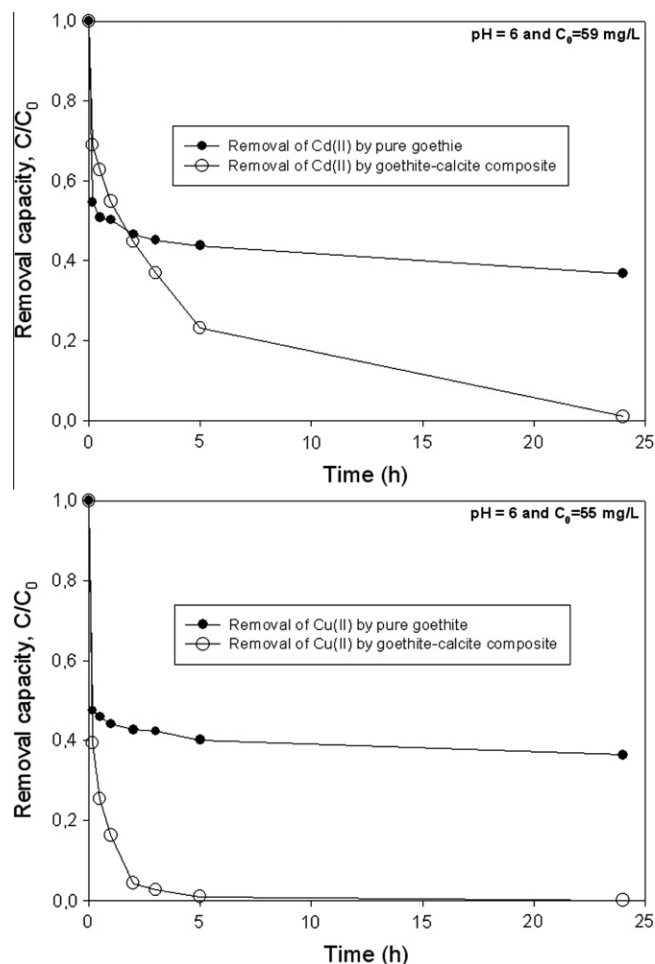 pH = 6 and C₀=59 mg/L
1,0
0,8
0,6
0,4
0,2
0,0
Removal capacity, C/C₀
Removal of Cd(II) by pure goethie
Removal of Cd(II) by goethite-calcite composite
0 5 10 15 20 25
Time (h)
pH = 6 and C₀=55 mg/L
1,0
0,8
0,6
0,4
0,2
0,0
Removal capacity, C/C₀
Removal of Cu(II) by pure goethite
Removal of Cu(II) by goethite-calcite composite
0 5 10 15 20 25
Time (h)